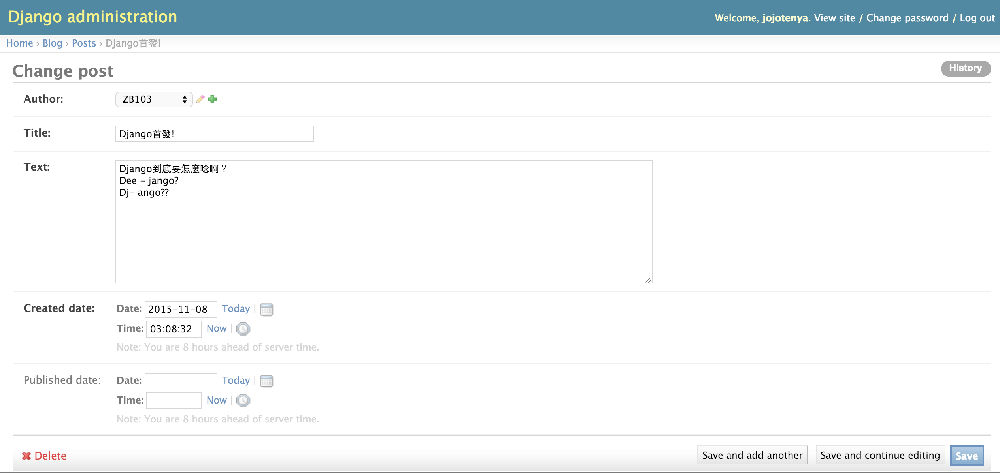 Django administration
Welcome, jojotenya. View site / Change password / Log out
Home › Blog › Posts › Django首發!
Change post
History
Author: ZB103
Title: Django首發!
Text: Django到底要怎麼唸啊？
Dee - jango?
Dj- ango??
Created date: Date: 2015-11-08 Today |
Time: 03:08:32 Now |
Note: You are 8 hours ahead of server time.
Published date: Date: Today |
Time: Now |
Note: You are 8 hours ahead of server time.
Delete Save and add another Save and continue editing Save